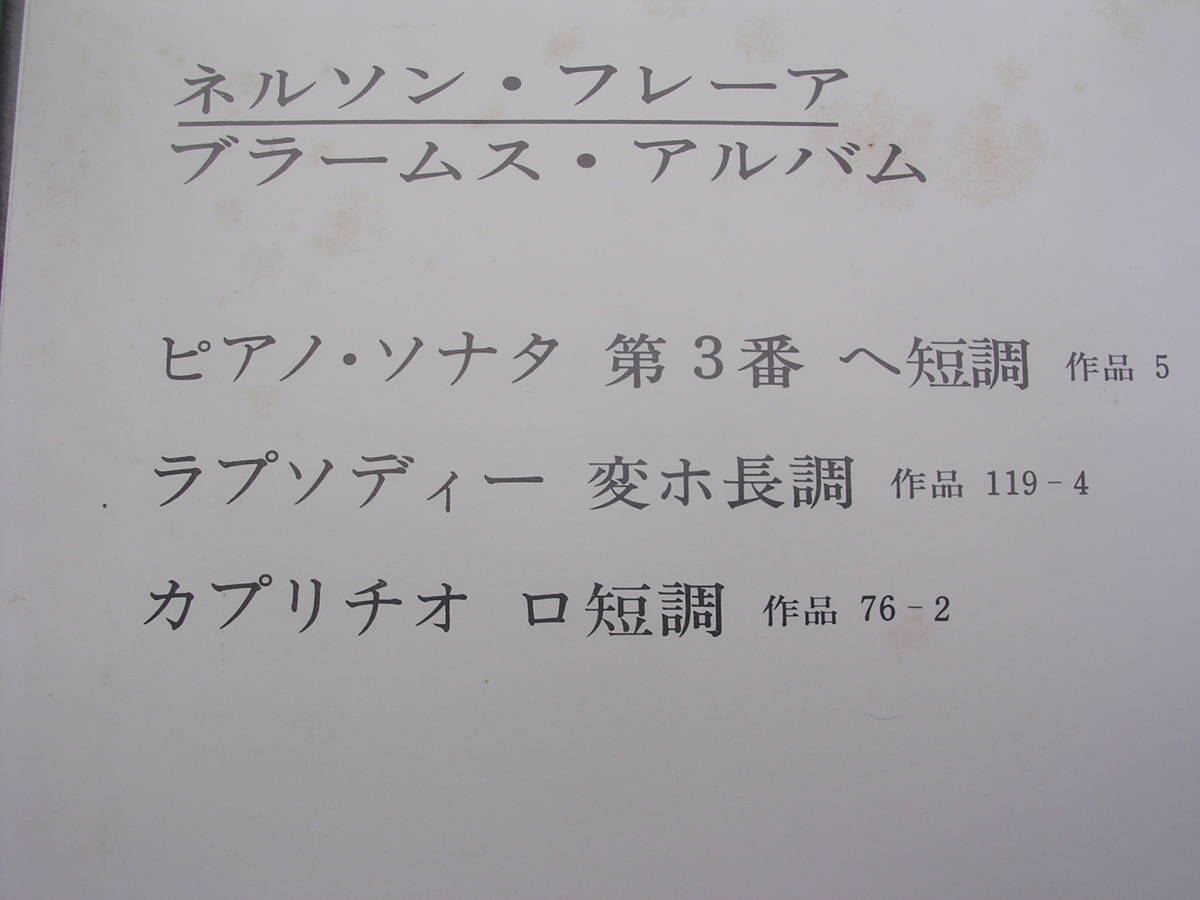 ネルソン・フレーア
ブラームス・アルバム
ピアノ・ソナタ 第3番 ヘ短調 作品 5
ラプソディー 変ホ長調 作品 119-4
カプリチオ ロ短調 作品 76-2